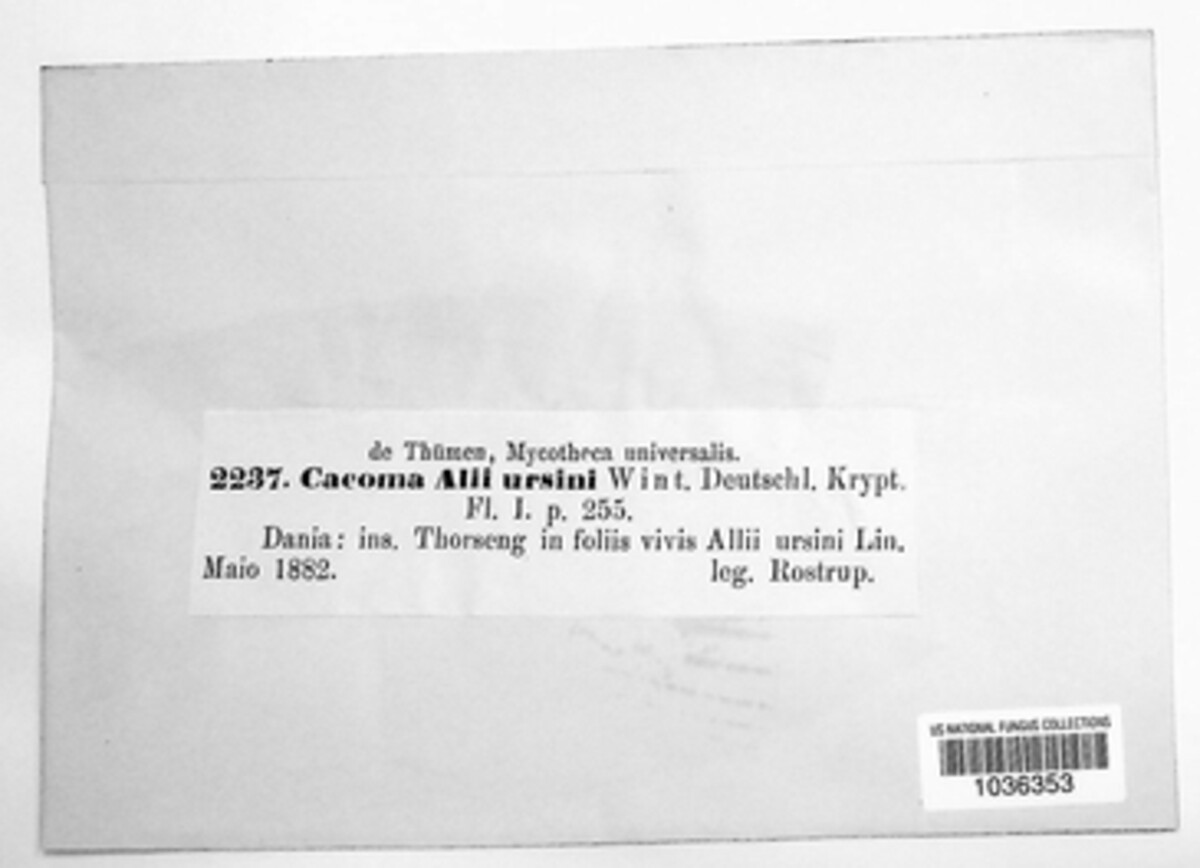 de Thümen, Mycotheca universalis.
2237. Caeoma Allii ursini Wint. Deutschl. Krypt.
Fl. I. p. 255.
Dania: ins. Thorseng in foliis vivis Allii ursini Lin.
Maio 1882. leg. Rostrup.
US NATIONAL FUNGUS COLLECTIONS
1036353